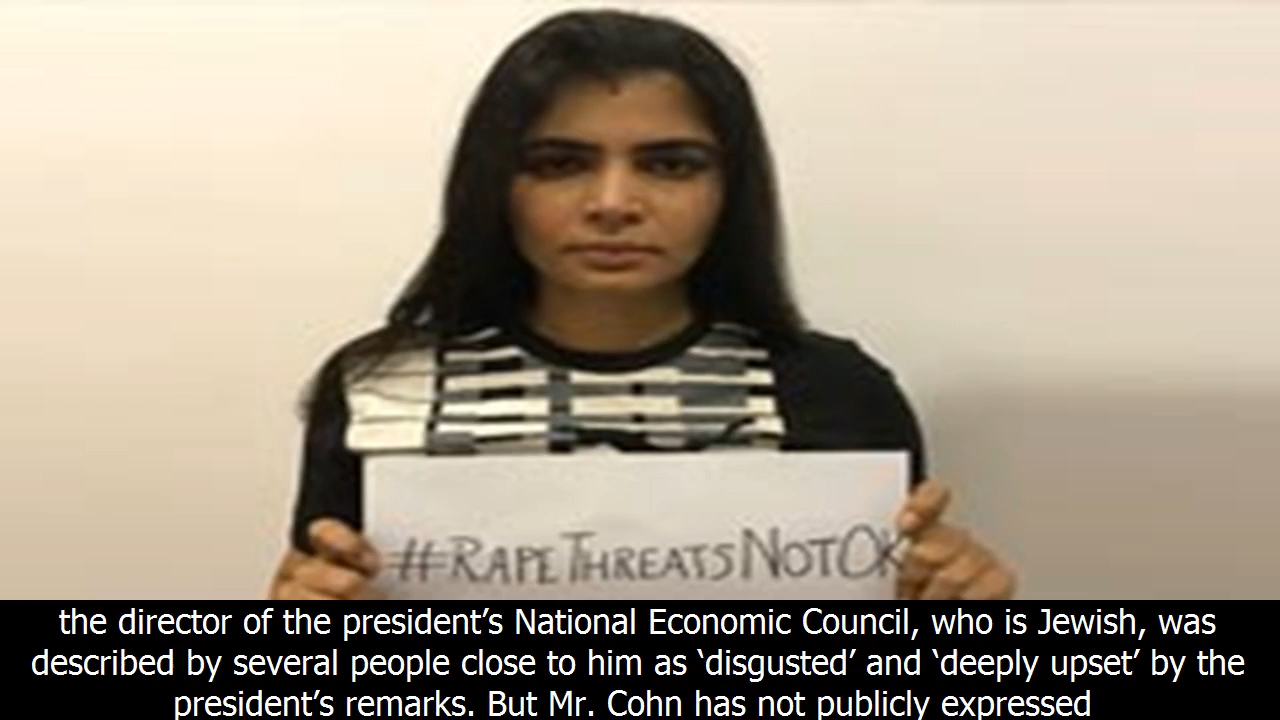 #RAPETHREATSNOTOK
the director of the president’s National Economic Council, who is Jewish, was
described by several people close to him as ‘disgusted’ and ‘deeply upset’ by the
president’s remarks. But Mr. Cohn has not publicly expressed